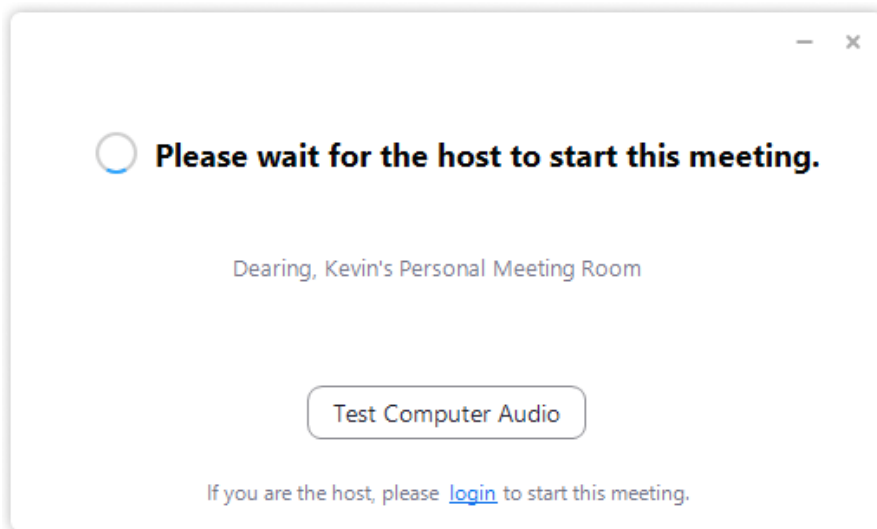 Please wait for the host to start this meeting.
Dearing, Kevin's Personal Meeting Room
Test Computer Audio
If you are the host, please login to start this meeting.